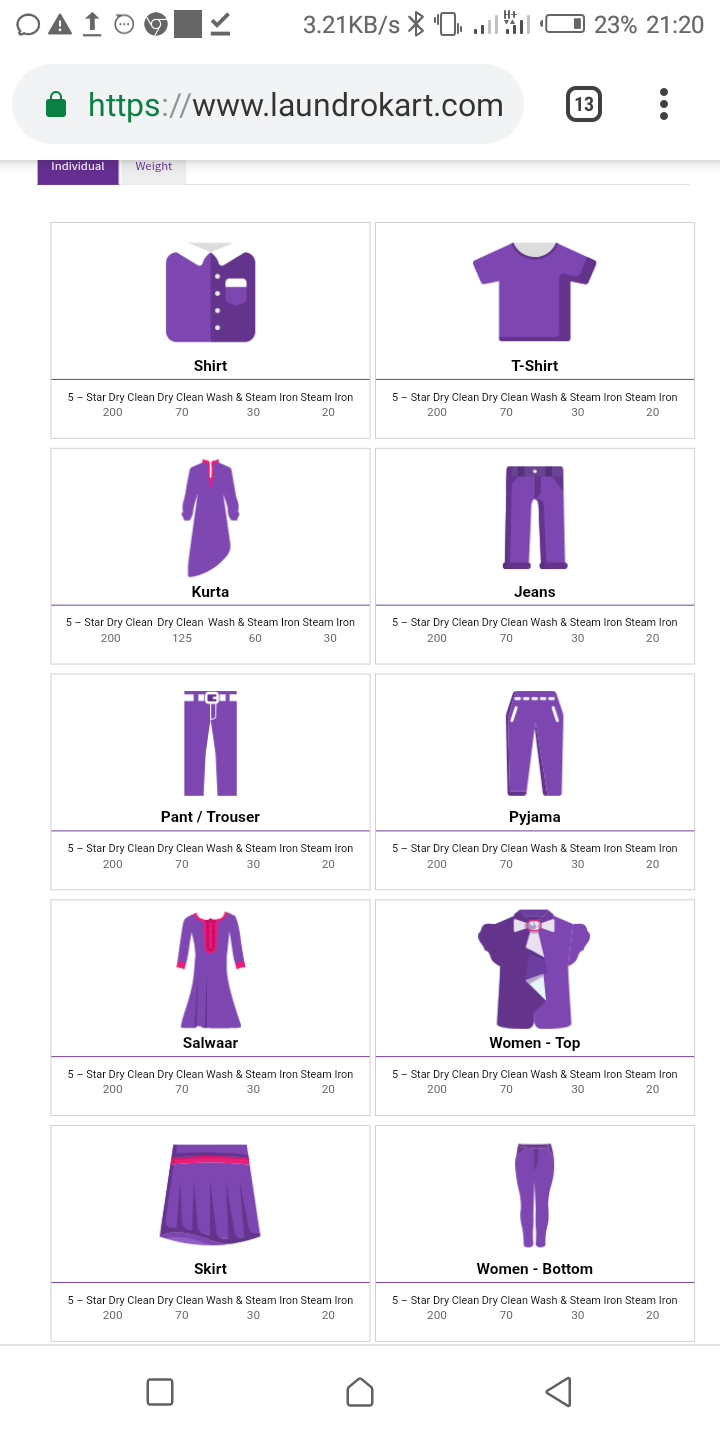 3.21KB/s H+ 23% 21:20
https://www.laundrokart.com 13
Individual Weight
Shirt T-Shirt
5 – Star Dry Clean Dry Clean Wash & Steam Iron Steam Iron 5 – Star Dry Clean Dry Clean Wash & Steam Iron Steam Iron
200 70 30 20 200 70 30 20
Kurta Jeans
5 – Star Dry Clean Dry Clean Wash & Steam Iron Steam Iron 5 – Star Dry Clean Dry Clean Wash & Steam Iron Steam Iron
200 125 60 30 200 70 30 20
Pant / Trouser Pyjama
5 – Star Dry Clean Dry Clean Wash & Steam Iron Steam Iron 5 – Star Dry Clean Dry Clean Wash & Steam Iron Steam Iron
200 70 30 20 200 70 30 20
Salwaar Women - Top
5 – Star Dry Clean Dry Clean Wash & Steam Iron Steam Iron 5 – Star Dry Clean Dry Clean Wash & Steam Iron Steam Iron
200 70 30 20 200 70 30 20
Skirt Women - Bottom
5 – Star Dry Clean Dry Clean Wash & Steam Iron Steam Iron 5 – Star Dry Clean Dry Clean Wash & Steam Iron Steam Iron
200 70 30 20 200 70 30 20